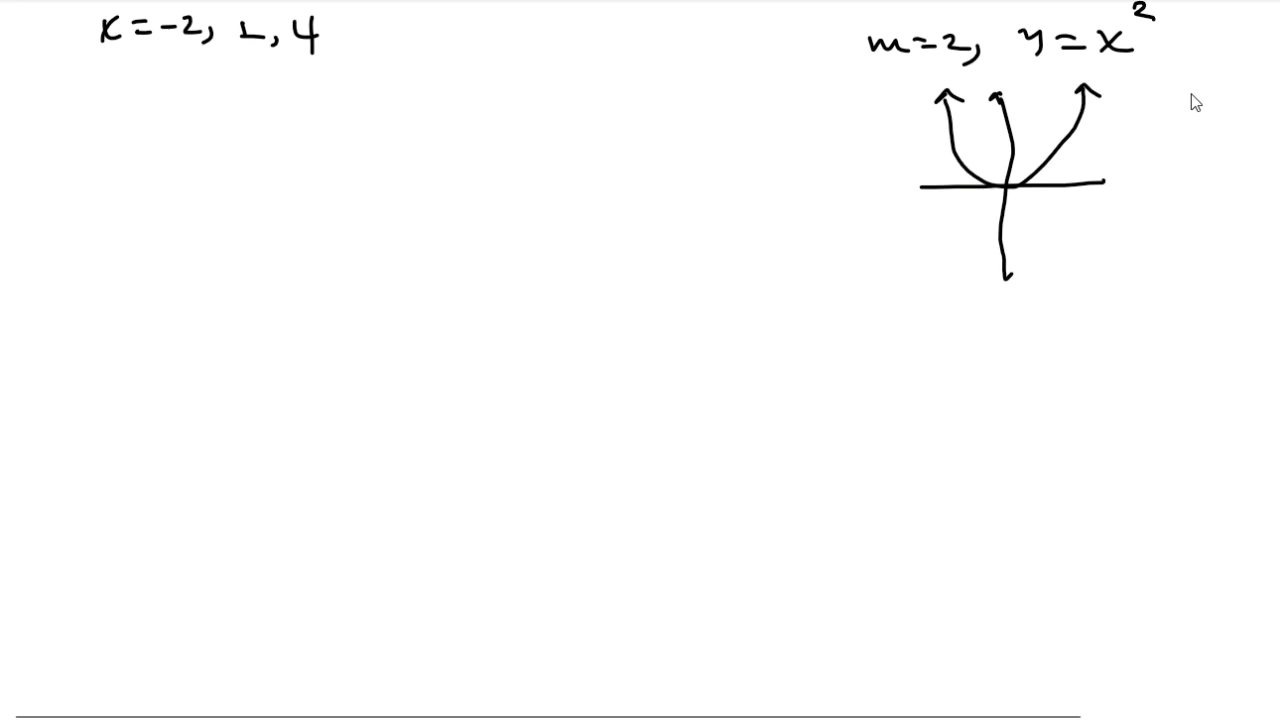 x = -2, 1, 4
m=2, y = x²